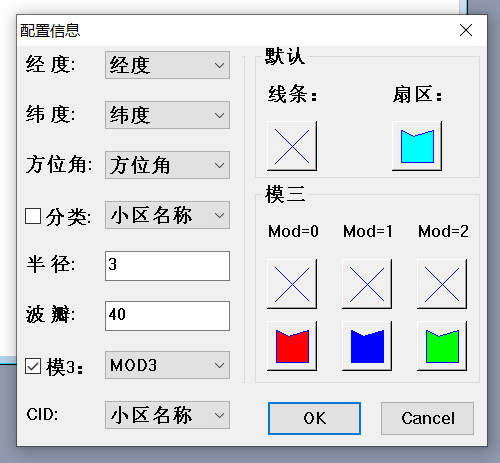 配置信息
经 度: 经度
纬 度: 纬度
方位角: 方位角
分类: 小区名称
半 径: 3
波 瓣: 40
模3： MOD3
CID: 小区名称
默认
线条： 扇区：
模三
Mod=0 Mod=1 Mod=2
OK Cancel